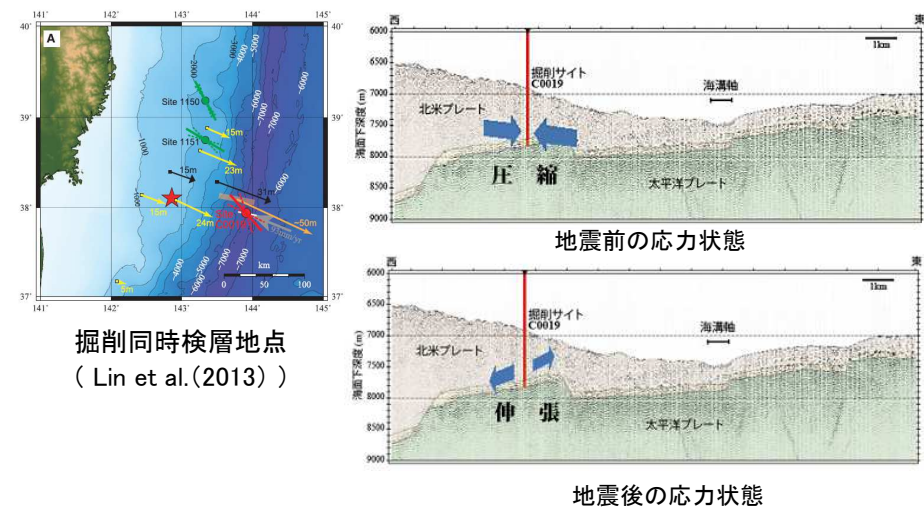 A
40°
39°
38°
37°
141°
142°
143°
144°
145°
40°
39°
38°
37°
141°
142°
143°
144°
145°
Site 1150
Site 1151
15m
23m
15m
31m
15m
24m
~50m
5m
km
0 50 100
掘削同時検層地点
( Lin et al.(2013) )
西
東
海面下深度(m)
6000
6500
7000
7500
8000
8500
9000
1km
掘削サイト
C0019
海溝軸
北米プレート
圧 縮
太平洋プレート
地震前の応力状態
西
東
海面下深度(m)
6000
6500
7000
7500
8000
8500
9000
1km
掘削サイト
C0019
海溝軸
北米プレート
伸 張
太平洋プレート
地震後の応力状態